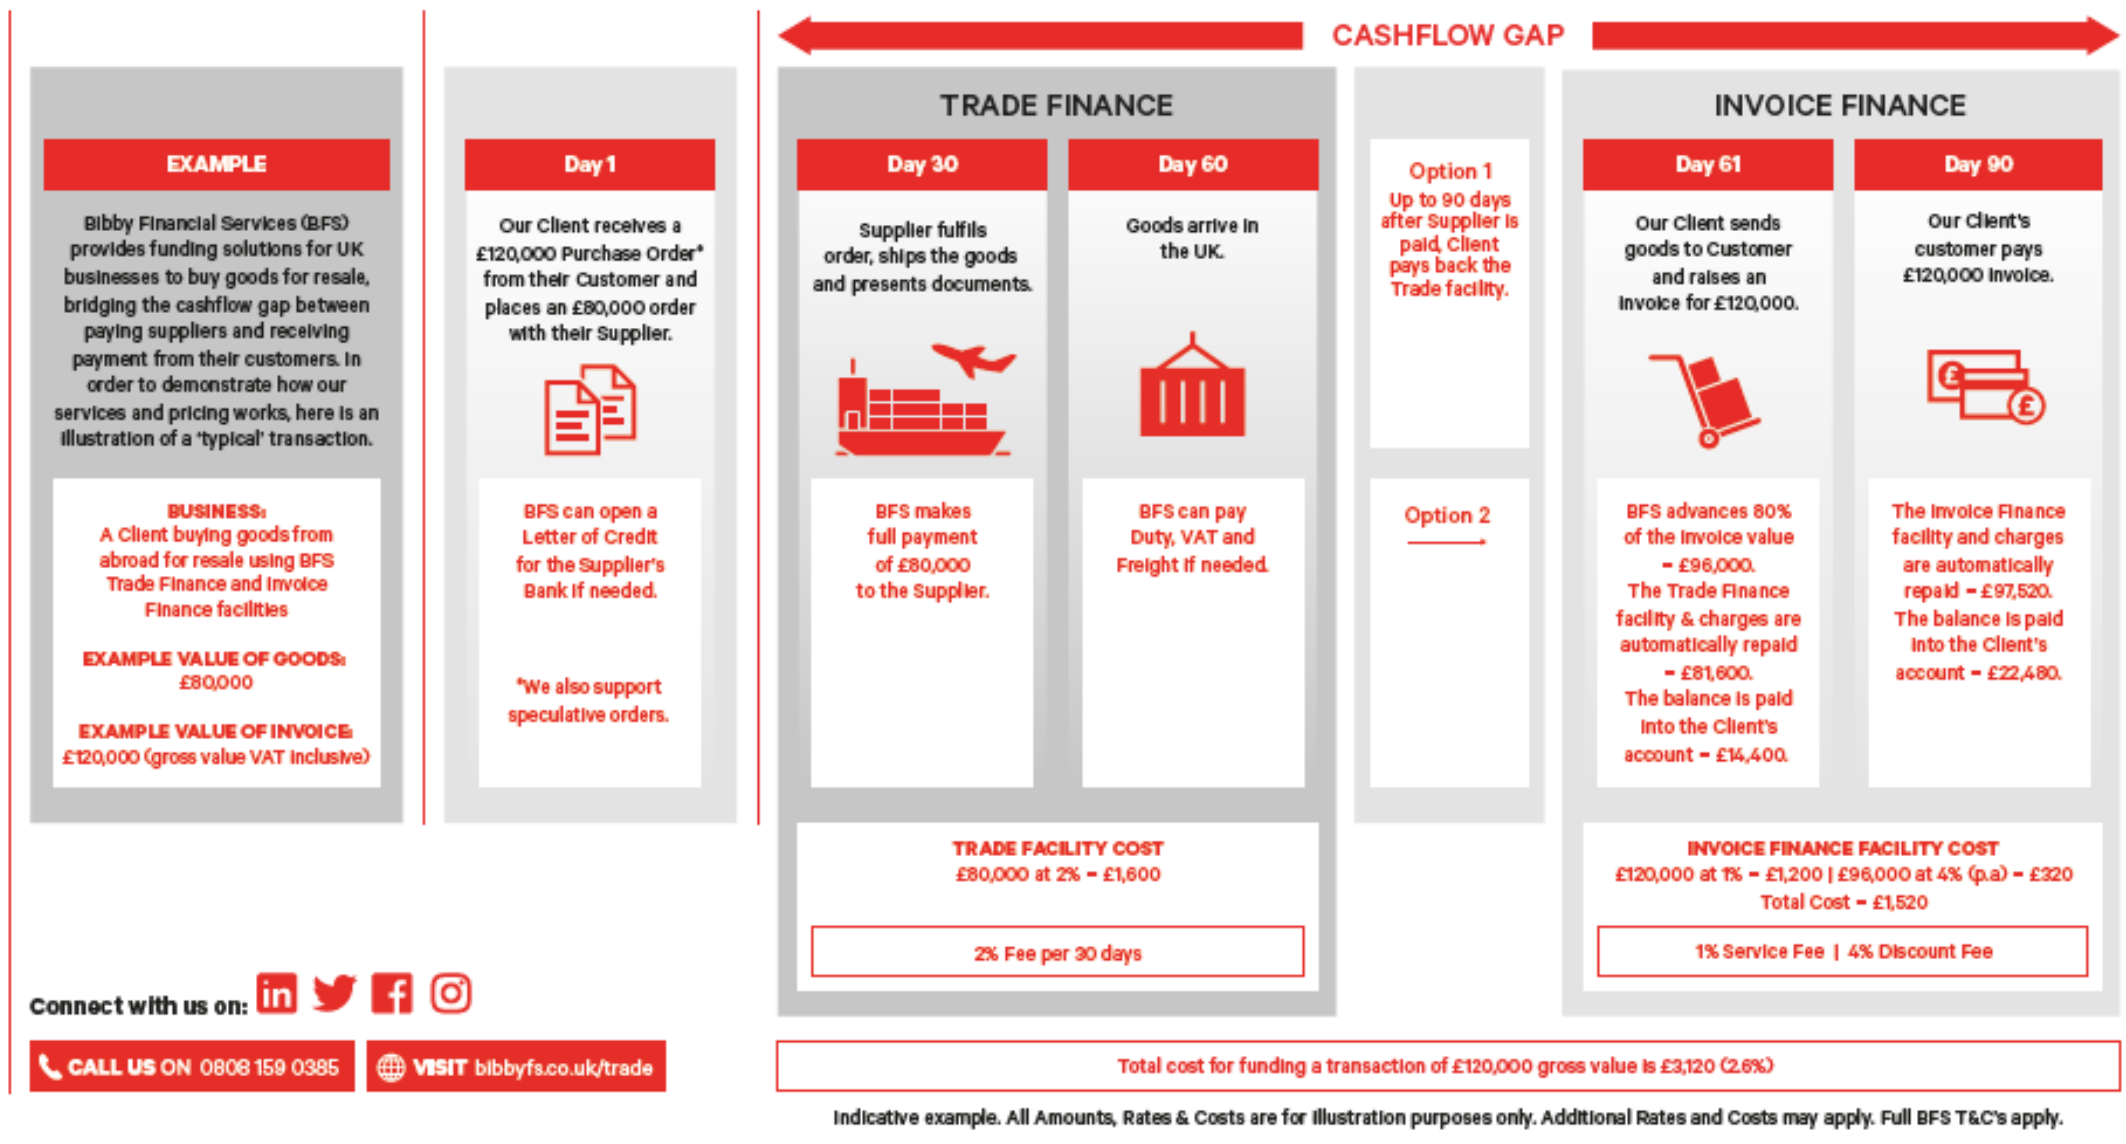 CASHFLOW GAP
EXAMPLE
Bibby Financial Services (BFS)
provides funding solutions for UK
businesses to buy goods for resale,
bridging the cashflow gap between
paying suppliers and receiving
payment from their customers. In
order to demonstrate how our
services and pricing works, here is an
illustration of a 'typical' transaction.
BUSINESS:
A Client buying goods from
abroad for resale using BFS
Trade Finance and Invoice
Finance facilities
EXAMPLE VALUE OF GOODS:
£80,000
EXAMPLE VALUE OF INVOICE:
£120,000 (gross value VAT inclusive)
Day 1
Our Client receives a
£120,000 Purchase Order*
from their Customer and
places an £80,000 order
with their Supplier.
BFS can open a
Letter of Credit
for the Supplier's
Bank if needed.
*We also support
speculative orders.
TRADE FINANCE
Day 30
Supplier fulfils
order, ships the goods
and presents documents.
BFS makes
full payment
of £80,000
to the Supplier.
Day 60
Goods arrive in
the UK.
BFS can pay
Duty, VAT and
Freight if needed.
TRADE FACILITY COST
£80,000 at 2% = £1,600
2% Fee per 30 days
Option 1
Up to 90 days
after Supplier is
paid, Client
pays back the
Trade facility.
Option 2
INVOICE FINANCE
Day 61
Our Client sends
goods to Customer
and raises an
invoice for £120,000.
BFS advances 80%
of the invoice value
= £96,000.
The Trade Finance
facility & charges are
automatically repaid
= £81,600.
The balance is paid
into the Client's
account = £14,400.
Day 90
Our Client's
customer pays
£120,000 invoice.
The Invoice Finance
facility and charges
are automatically
repaid = £97,520.
The balance is paid
into the Client's
account = £22,480.
INVOICE FINANCE FACILITY COST
£120,000 at 1% = £1,200 | £96,000 at 4% (p.a) = £320
Total Cost = £1,520
1% Service Fee | 4% Discount Fee
Connect with us on:
CALL US ON 0808 159 0385
VISIT bibbyfs.co.uk/trade
Total cost for funding a transaction of £120,000 gross value is £3,120 (2.6%)
Indicative example. All Amounts, Rates & Costs are for illustration purposes only. Additional Rates and Costs may apply. Full BFS T&C's apply.